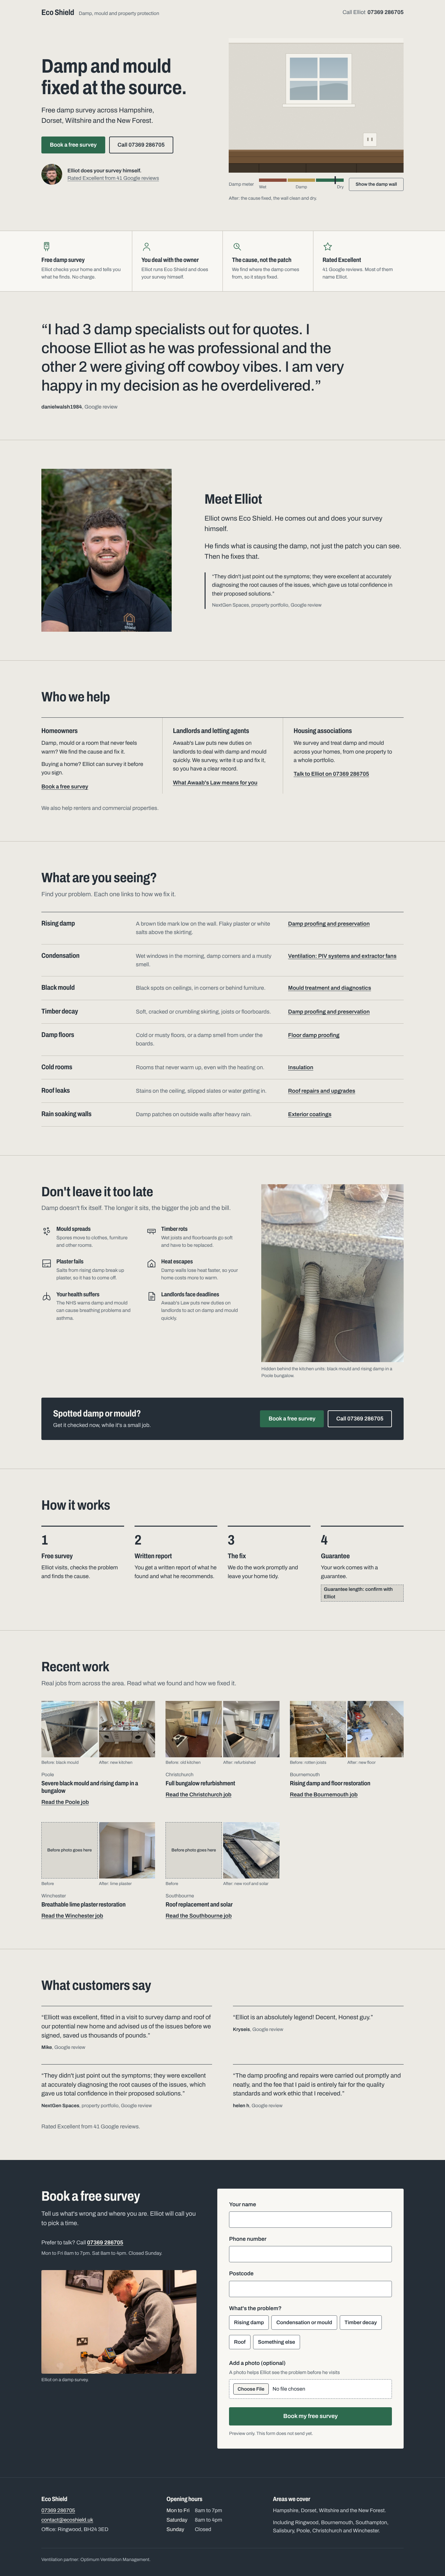 Eco Shield Damp, mould and property protection
Call Elliot 07369 286705
Damp and mould
fixed at the source.
Free damp survey across Hampshire,
Dorset, Wiltshire and the New Forest.
Book a free survey
Call 07369 286705
Elliot does your survey himself.
Rated Excellent from 41 Google reviews
Damp meter
Wet
Damp
Dry
Show the damp wall
After: the cause fixed, the wall clean and dry.
Free damp survey
Elliot checks your home and tells you
what he finds. No charge.
You deal with the owner
Elliot runs Eco Shield and does
your survey himself.
The cause, not the patch
We find where the damp comes
from, so it stays fixed.
Rated Excellent
41 Google reviews. Most of them
name Elliot.
“I had 3 damp specialists out for quotes. I
choose Elliot as he was professional and the
other 2 were giving off cowboy vibes. I am very
happy in my decision as he overdelivered.”
danielwalsh1984, Google review
Eco
Shield
Meet Elliot
Elliot owns Eco Shield. He comes out and does your survey
himself.
He finds what is causing the damp, not just the patch you can see.
Then he fixes that.
“They didn't just point out the symptoms; they were excellent at accurately
diagnosing the root causes of the issues, which gave us total confidence in
their proposed solutions.”
NextGen Spaces, property portfolio, Google review
Who we help
Homeowners
Damp, mould or a room that never feels
warm? We find the cause and fix it.
Buying a home? Elliot can survey it before
you sign.
Book a free survey
Landlords and letting agents
Awaab's Law puts new duties on
landlords to deal with damp and mould
quickly. We survey, write it up and fix it,
so you have a clear record.
What Awaab's Law means for you
Housing associations
We survey and treat damp and mould
across your homes, from one property to
a whole portfolio.
Talk to Elliot on 07369 286705
We also help renters and commercial properties.
What are you seeing?
Find your problem. Each one links to how we fix it.
Rising damp
A brown tide mark low on the wall. Flaky plaster or white
salts above the skirting.
Damp proofing and preservation
Condensation
Wet windows in the morning, damp corners and a musty
smell.
Ventilation: PIV systems and extractor fans
Black mould
Black spots on ceilings, in corners or behind furniture.
Mould treatment and diagnostics
Timber decay
Soft, cracked or crumbling skirting, joists or floorboards.
Damp proofing and preservation
Damp floors
Cold or musty floors, or a damp smell from under the
boards.
Floor damp proofing
Cold rooms
Rooms that never warm up, even with the heating on.
Insulation
Roof leaks
Stains on the ceiling, slipped slates or water getting in.
Roof repairs and upgrades
Rain soaking walls
Damp patches on outside walls after heavy rain.
Exterior coatings
Don't leave it too late
Damp doesn't fix itself. The longer it sits, the bigger the job and the bill.
Mould spreads
Spores move to clothes, furniture
and other rooms.
Timber rots
Wet joists and floorboards go soft
and have to be replaced.
Plaster fails
Salts from rising damp break up
plaster, so it has to come off.
Heat escapes
Damp walls lose heat faster, so your
home costs more to warm.
Your health suffers
The NHS warns damp and mould
can cause breathing problems and
asthma.
Landlords face deadlines
Awaab's Law puts new duties on
landlords to act on damp and mould
quickly.
Hidden behind the kitchen units: black mould and rising damp in a
Poole bungalow.
Spotted damp or mould?
Get it checked now, while it's a small job.
Book a free survey
Call 07369 286705
How it works
1
Free survey
Elliot visits, checks the problem
and finds the cause.
2
Written report
You get a written report of what he
found and what he recommends.
3
The fix
We do the work promptly and
leave your home tidy.
4
Guarantee
Your work comes with a
guarantee.
Guarantee length: confirm with
Elliot
Recent work
Real jobs from across the area. Read what we found and how we fixed it.
Before: black mould
After: new kitchen
Poole
Severe black mould and rising damp in a
bungalow
Read the Poole job
Before: old kitchen
After: refurbished
Christchurch
Full bungalow refurbishment
Read the Christchurch job
Before: rotten joists
After: new floor
Bournemouth
Rising damp and floor restoration
Read the Bournemouth job
Before photo goes here
Before
After: lime plaster
Winchester
Breathable lime plaster restoration
Read the Winchester job
Before photo goes here
Before
After: new roof and solar
Southbourne
Roof replacement and solar
Read the Southbourne job
What customers say
“Elliott was excellent, fitted in a visit to survey damp and roof of
our potential new home and advised us of the issues before we
signed, saved us thousands of pounds.”
Mike, Google review
“Elliot is an absolutely legend! Decent, Honest guy.”
Krysels, Google review
“They didn't just point out the symptoms; they were excellent
at accurately diagnosing the root causes of the issues, which
gave us total confidence in their proposed solutions.”
NextGen Spaces, property portfolio, Google review
“The damp proofing and repairs were carried out promptly and
neatly, and the fee that I paid is entirely fair for the quality
standards and work ethic that I received.”
helen h, Google review
Rated Excellent from 41 Google reviews.
Book a free survey
Tell us what's wrong and where you are. Elliot will call you
to pick a time.
Prefer to talk? Call 07369 286705
Mon to Fri 8am to 7pm. Sat 8am to 4pm. Closed Sunday.
Elliot on a damp survey.
Your name
Phone number
Postcode
What's the problem?
Rising damp
Condensation or mould
Timber decay
Roof
Something else
Add a photo (optional)
A photo helps Elliot see the problem before he visits
Choose File No file chosen
Book my free survey
Preview only. This form does not send yet.
Eco Shield
07369 286705
contact@ecoshield.uk
Office: Ringwood, BH24 3ED
Opening hours
Mon to Fri 8am to 7pm
Saturday 8am to 4pm
Sunday Closed
Areas we cover
Hampshire, Dorset, Wiltshire and the New Forest.
Including Ringwood, Bournemouth, Southampton,
Salisbury, Poole, Christchurch and Winchester.
Ventilation partner: Optimum Ventilation Management.